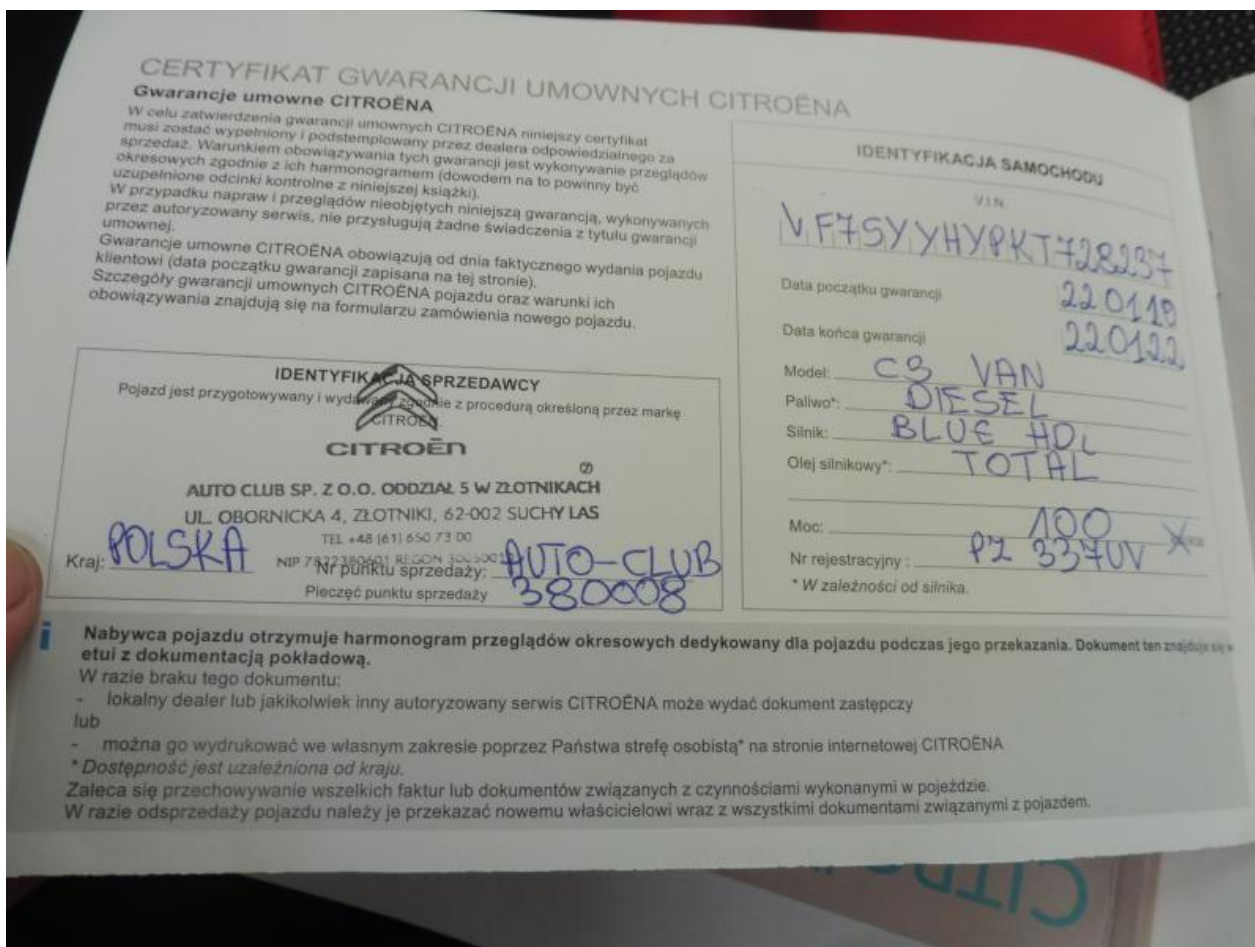 CERTYFIKAT GWARANCJI UMOWNYCH CITROËNA
Gwarancje umowne CITROËNA
W celu zatwierdzenia gwarancji umownych CITROËNA niniejszy certyfikat
musi zostać wypełniony i podstemplowany przez dealera odpowiedzialnego za
sprzedaż. Warunkiem obowiązywania tych gwarancji jest wykonywanie przeglądów
okresowych zgodnie z ich harmonogramem (dowodem na to powinny być
uzupełnione odcinki kontrolne z niniejszej książki).
W przypadku napraw i przeglądów nieobjętych niniejszą gwarancją, wykonywanych
przez autoryzowany serwis, nie przysługują żadne świadczenia z tytułu gwarancji
umownej.
Gwarancje umowne CITROËNA obowiązują od dnia faktycznego wydania pojazdu
klientowi (data początku gwarancji zapisana na tej stronie).
Szczegóły gwarancji umownych CITROËNA pojazdu oraz warunki ich
obowiązywania znajdują się na formularzu zamówienia nowego pojazdu.
IDENTYFIKACJA SPRZEDAWCY
Pojazd jest przygotowywany i wydawany zgodnie z procedurą określoną przez markę
CITROËN.
CITROËN
(7)
AUTO CLUB SP. Z O.O. ODDZIAŁ 5 W ZŁOTNIKACH
UL. OBORNICKA 4, ZŁOTNIKI, 62-002 SUCHY LAS
TEL +48 (61) 650 73 00
Kraj: POLSKA
NIP 7822380601 REGON
Nr punktu sprzedaży: AUTO-CLUB
Pieczęć punktu sprzedaży 380008
IDENTYFIKACJA SAMOCHODU
V.I.N.
VF7SYYHYPKT728237
Data początku gwarancji 220119
Data końca gwarancji 220122
Model: C3 VAN
Paliwo*: DIESEL
Silnik: BLUE HDI
Olej silnikowy*: TOTAL
Moc: 100
Nr rejestracyjny : PZ 337UV
* W zależności od silnika.
i
Nabywca pojazdu otrzymuje harmonogram przeglądów okresowych dedykowany dla pojazdu podczas jego przekazania. Dokument ten znajduje się w
etui z dokumentacją pokładową.
W razie braku tego dokumentu:
- lokalny dealer lub jakikolwiek inny autoryzowany serwis CITROËNA może wydać dokument zastępczy
lub
- można go wydrukować we własnym zakresie poprzez Państwa strefę osobistą* na stronie internetowej CITROËNA
* Dostępność jest uzależniona od kraju.
Zaleca się przechowywanie wszelkich faktur lub dokumentów związanych z czynnościami wykonanymi w pojeździe.
W razie odsprzedaży pojazdu należy je przekazać nowemu właścicielowi wraz z wszystkimi dokumentami związanymi z pojazdem.